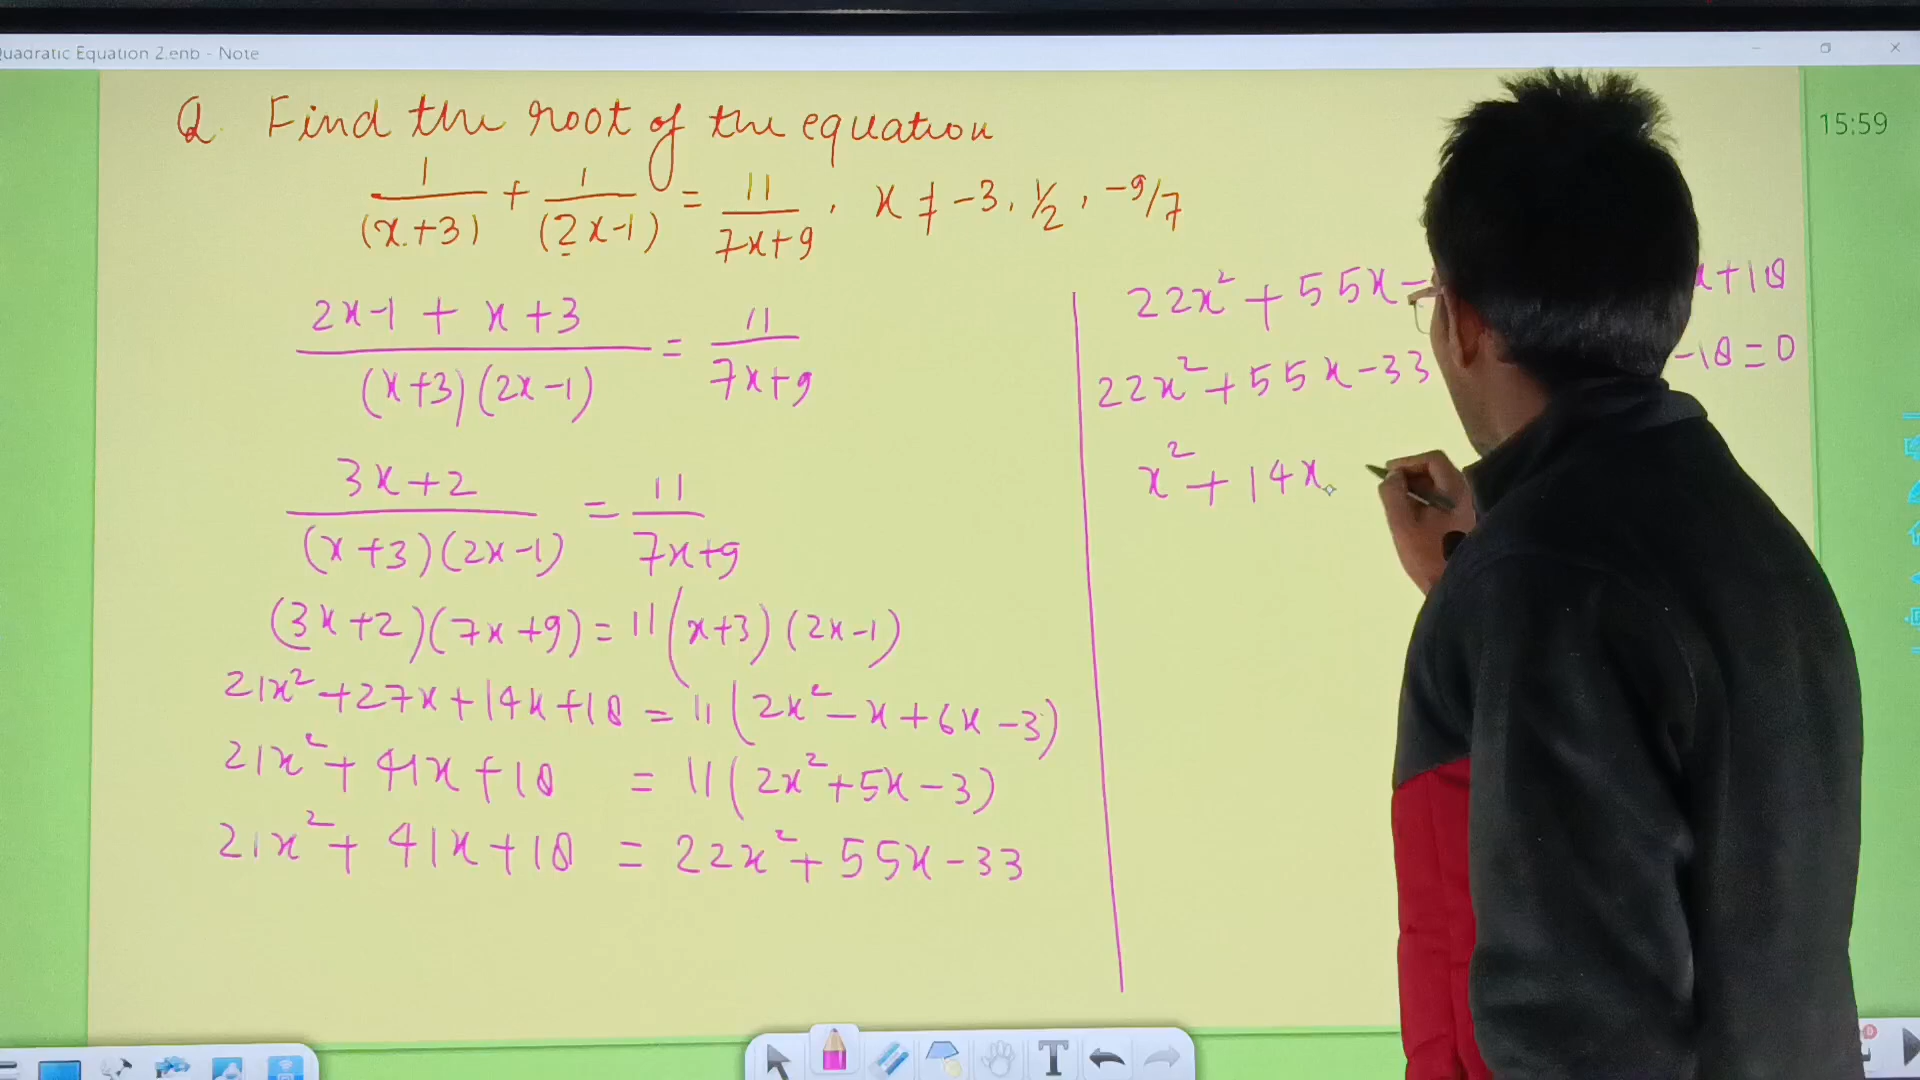 Quadratic Equation 2.enb - Note
Q. Find the root of the equation
15:59
1/(x+3) + 1/(2x-1) = 11/7x+9 , x ≠ -3, 1/2, -9/7
2x-1 + x+3/(x+3)(2x-1) = 11/7x+9
3x+2/(x+3)(2x-1) = 11/7x+9
(3x+2)(7x+9) = 11(x+3)(2x-1)
21x²+27x+14x+18 = 11(2x²-x+6x-3)
21x²+41x+18 = 11(2x²+5x-3)
21x²+41x+18 = 22x²+55x-33
22x²+55x- x+18
22x²+55x-33 -18=0
x²+14x
T